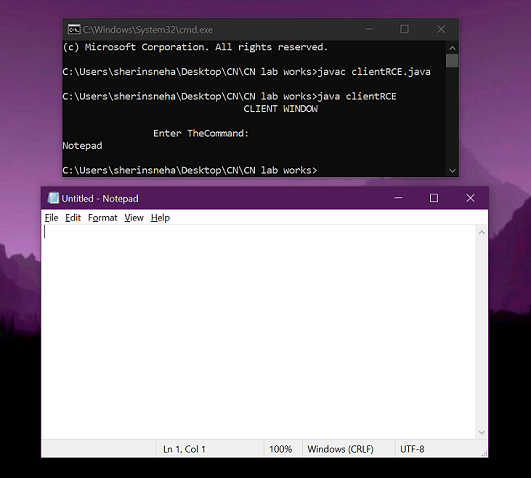 C:\Windows\System32\cmd.exe
(c) Microsoft Corporation. All rights reserved.
C:\Users\sherinsneha\Desktop\CN\CN lab works>javac clientRCE.java
C:\Users\sherinsneha\Desktop\CN\CN lab works>java clientRCE
CLIENT WINDOW
Enter TheCommand:
Notepad
C:\Users\sherinsneha\Desktop\CN\CN lab works>
Untitled - Notepad
File Edit Format View Help
Ln 1, Col 1 100% Windows (CRLF) UTF-8